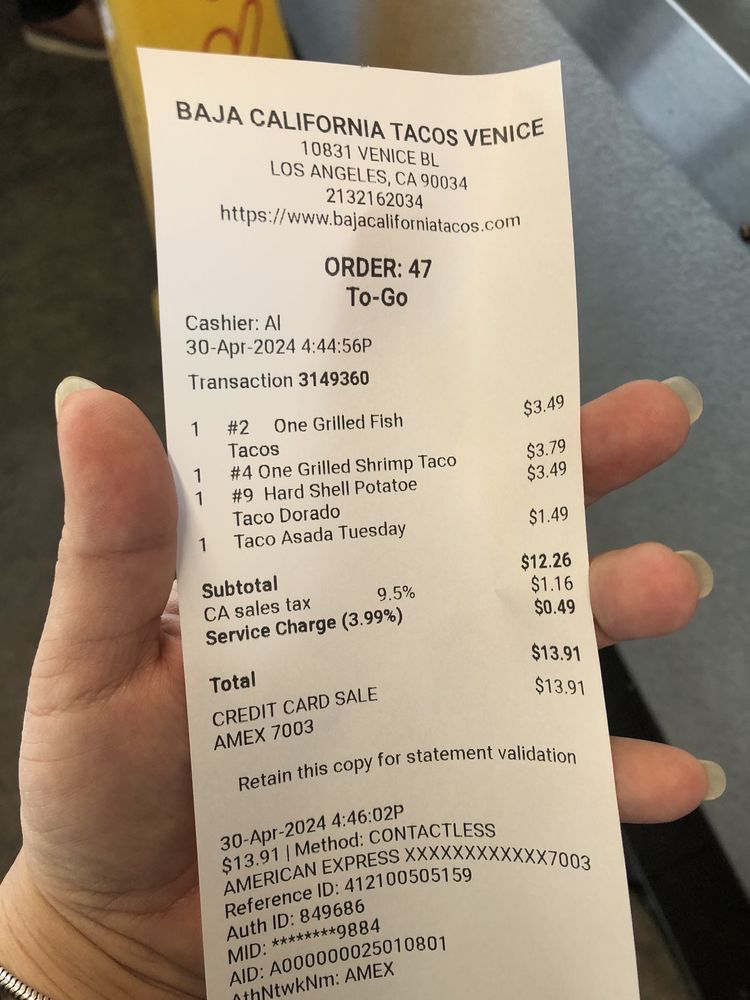 BAJA CALIFORNIA TACOS VENICE
10831 VENICE BL
LOS ANGELES, CA 90034
2132162034
https://www.bajacaliforniatacos.com
ORDER: 47
To-Go
Cashier: Al
30-Apr-2024 4:44:56P
Transaction 3149360
1 #2 One Grilled Fish $3.49
Tacos
1 #4 One Grilled Shrimp Taco $3.79
1 #9 Hard Shell Potatoe $3.49
Taco Dorado
1 Taco Asada Tuesday $1.49
Subtotal $12.26
CA sales tax 9.5% $1.16
Service Charge (3.99%) $0.49
Total $13.91
CREDIT CARD SALE $13.91
AMEX 7003
Retain this copy for statement validation
30-Apr-2024 4:46:02P
$13.91 | Method: CONTACTLESS
AMERICAN EXPRESS XXXXXXXXXXXX7003
Reference ID: 412100505159
Auth ID: 849686
MID: ********9884
AID: A000000025010801
AthNtwkNm: AMEX